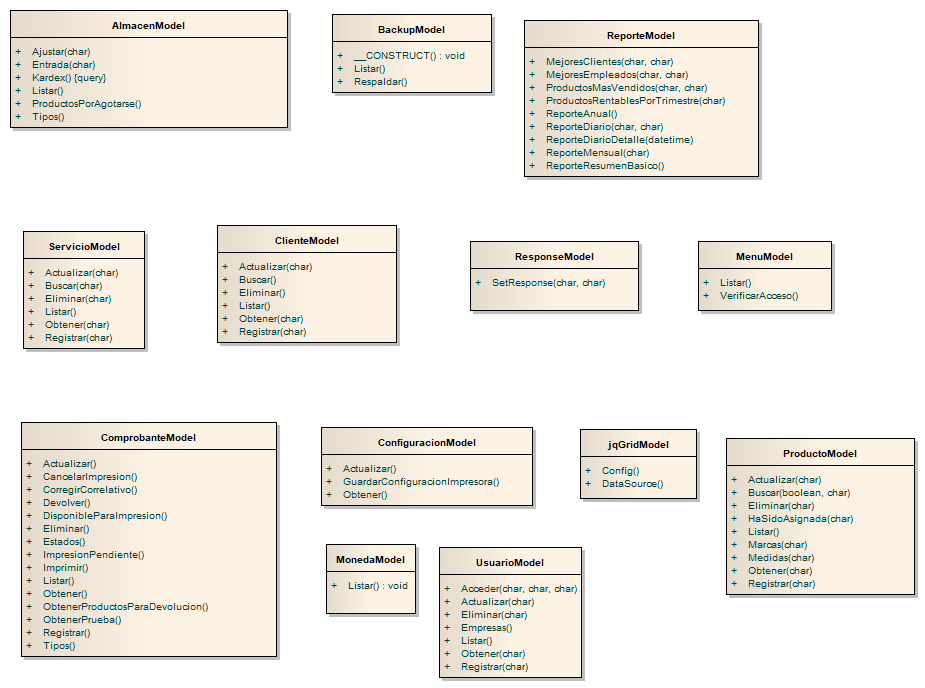 AlmacenModel
+ Ajustar(char)
+ Entrada(char)
+ Kardex() {query}
+ Listar()
+ ProductosPorAgotarse()
+ Tipos()
BackupModel
+ __CONSTRUCT() : void
+ Listar()
+ Respaldar()
ReporteModel
+ MejoresClientes(char, char)
+ MejoresEmpleados(char, char)
+ ProductosMasVendidos(char, char)
+ ProductosRentablesPorTrimestre(char)
+ ReporteAnual()
+ ReporteDiario(char, char)
+ ReporteDiarioDetalle(datetime)
+ ReporteMensual(char)
+ ReporteResumenBasico()
ServicioModel
+ Actualizar(char)
+ Buscar(char)
+ Eliminar(char)
+ Listar()
+ Obtener(char)
+ Registrar(char)
ClienteModel
+ Actualizar(char)
+ Buscar()
+ Eliminar()
+ Listar()
+ Obtener(char)
+ Registrar(char)
ResponseModel
+ SetResponse(char, char)
MenuModel
+ Listar()
+ VerificarAcceso()
ComprobanteModel
+ Actualizar()
+ CancelarImpresion()
+ CorregirCorrelativo()
+ Devolver()
+ DisponibleParaImpresion()
+ Eliminar()
+ Estados()
+ ImpresionPendiente()
+ Imprimir()
+ Listar()
+ Obtener()
+ ObtenerProductosParaDevolucion()
+ ObtenerPrueba()
+ Registrar()
+ Tipos()
ConfiguracionModel
+ Actualizar()
+ GuardarConfiguracionImpresora()
+ Obtener()
jqGridModel
+ Config()
+ DataSource()
ProductoModel
+ Actualizar(char)
+ Buscar(boolean, char)
+ Eliminar(char)
+ HaSidoAsignada(char)
+ Listar()
+ Marcas(char)
+ Medidas(char)
+ Obtener(char)
+ Registrar(char)
MonedaModel
+ Listar() : void
UsuarioModel
+ Acceder(char, char, char)
+ Actualizar(char)
+ Eliminar(char)
+ Empresas()
+ Listar()
+ Obtener(char)
+ Registrar(char)